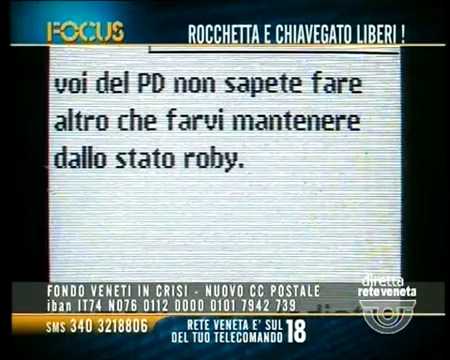 FOCUS
ROCCHETTA E CHIAVEGATO LIBERI !
voi del PD non sapete fare
altro che farvi mantenere
dallo stato roby.
diretta
reteveneta
FONDO VENETI IN CRISI - NUOVO CC POSTALE
iban IT74 N076 0112 0000 0101 7942 739
SMS 340 3218806
RETE VENETA E' SUL
DEL TUO TELECOMANDO 18